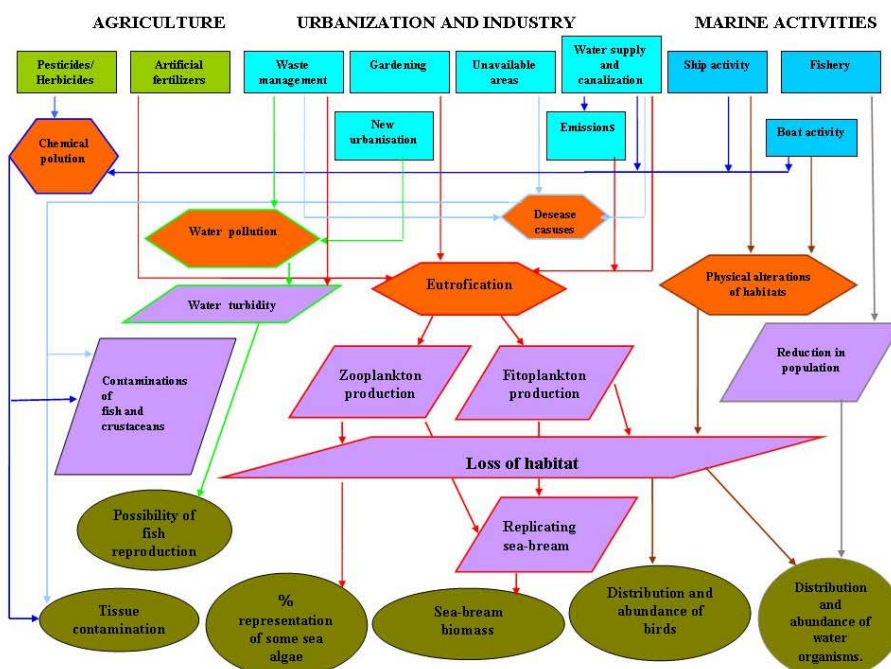 AGRICULTURE
URBANIZATION AND INDUSTRY
MARINE ACTIVITIES
Pesticides/
Herbicides
Artificial
fertilizers
Waste
management
Gardening
Unavailable
areas
Water supply
and
canalization
Ship activity
Fishery
New
urbanisation
Emissions
Boat activity
Chemical
polution
Water pollution
Desease
casuses
Eutrofication
Physical alterations
of habitats
Water turbidity
Contaminations
of
fish and
crustaceans
Zooplankton
production
Fitoplankton
production
Reduction in
population
Loss of habitat
Possibility of
fish
reproduction
Replicating
sea-bream
Tissue
contamination
%
representation
of some sea
algae
Sea-bream
biomass
Distribution and
abundance of
birds
Distribution
and
abundance of
water
organisms.